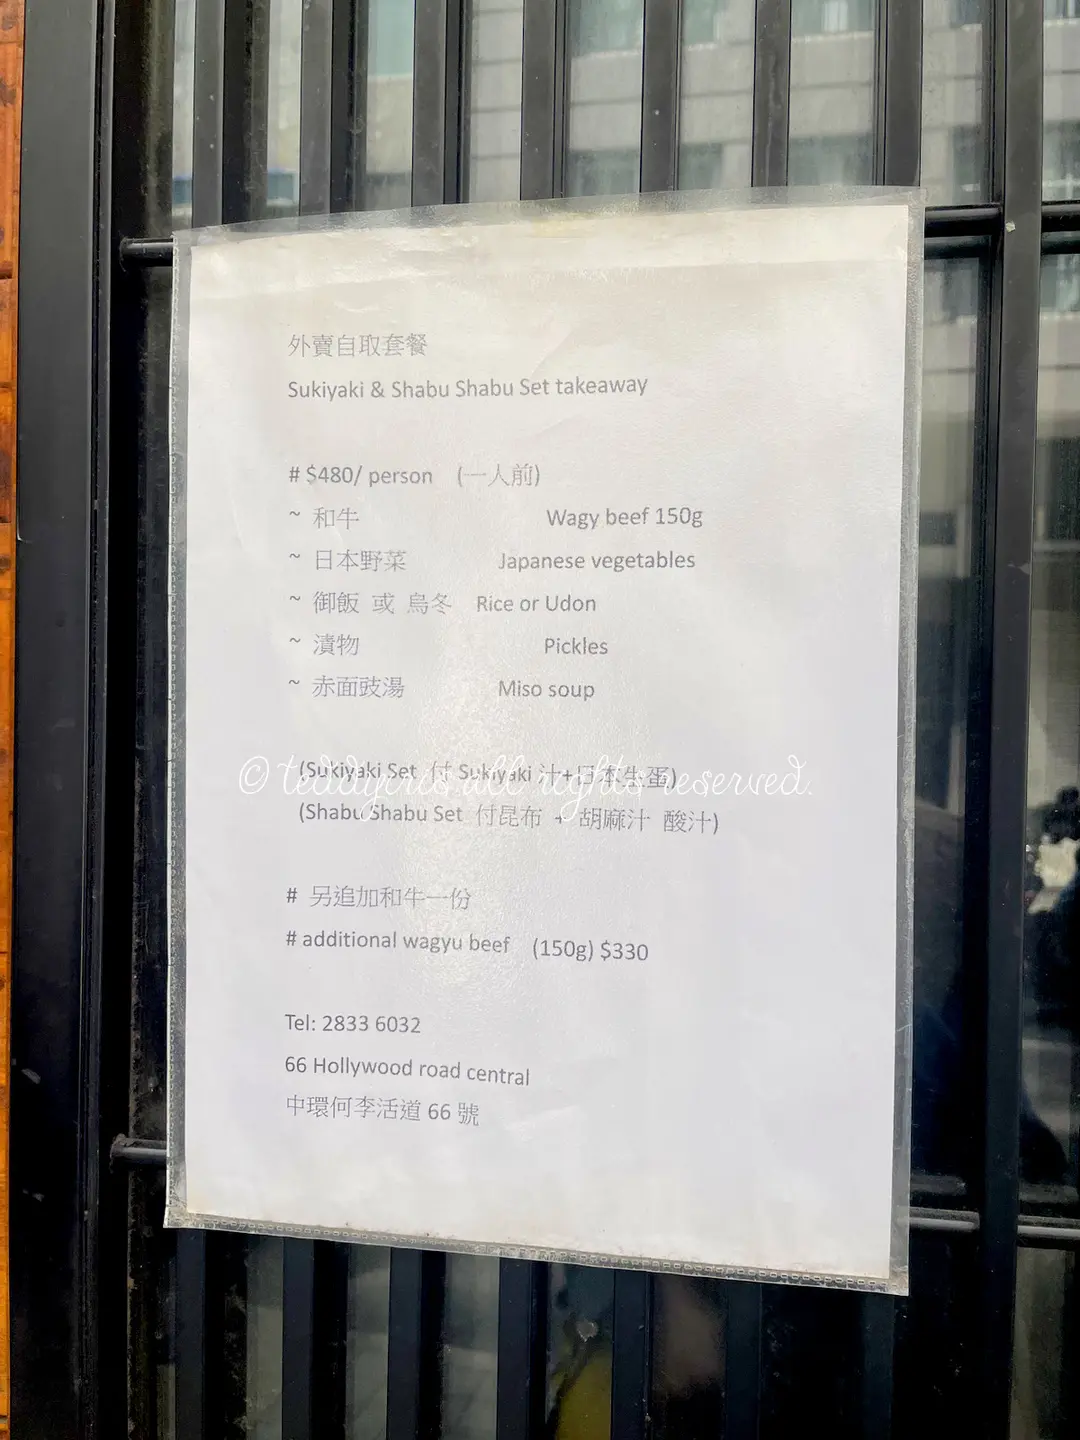 外賣自取套餐
Sukiyaki & Shabu Shabu Set takeaway
# $480/ person (一人前)
~ 和牛 Wagy beef 150g
~ 日本野菜 Japanese vegetables
~ 御飯 或 烏冬 Rice or Udon
~ 漬物 Pickles
~ 赤面豉湯 Miso soup
(Sukiyaki Set 付 Sukiyaki 汁+日本生蛋)
© teddyends all rights reserved.
(Shabu Shabu Set 付昆布 + 胡麻汁 酸汁)
# 另追加和牛一份
# additional wagyu beef (150g) $330
Tel: 2833 6032
66 Hollywood road central
中環何李活道 66 號